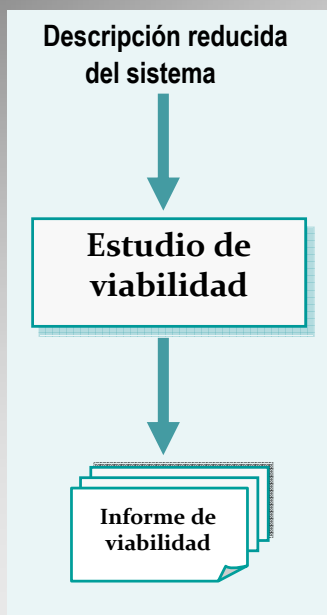 Descripción reducida
del sistema
Estudio de
viabilidad
Informe de
viabilidad